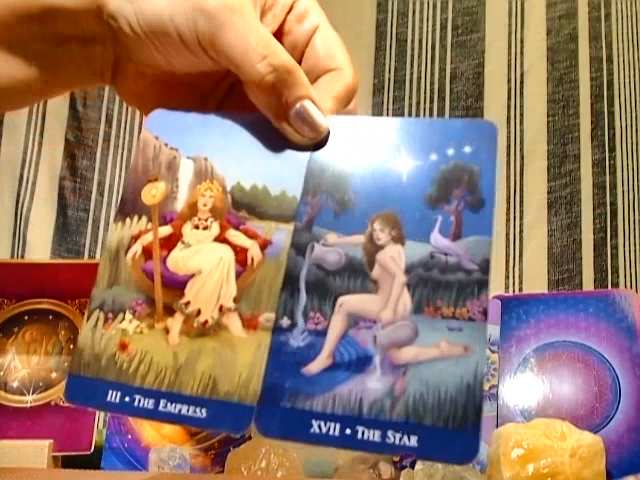 III • THE EMPRESS
XVII • THE STAR